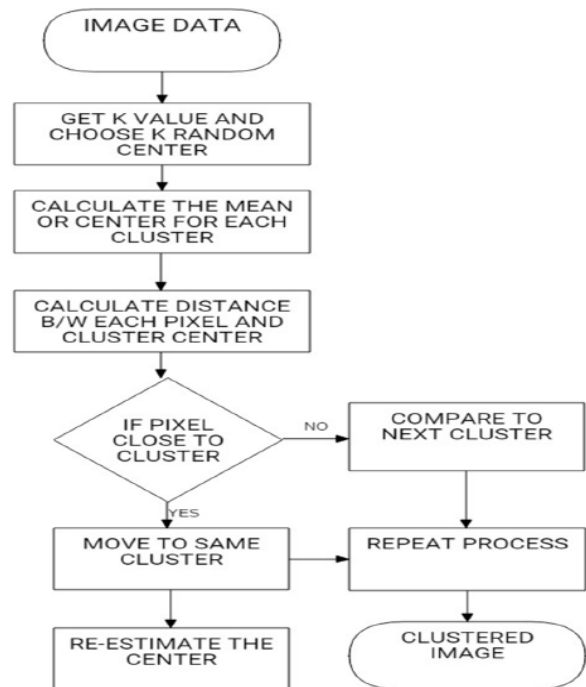 IMAGE DATA
GET K VALUE AND
CHOOSE K RANDOM
CENTER
CALCULATE THE MEAN
OR CENTER FOR EACH
CLUSTER
CALCULATE DISTANCE
B/W EACH PIXEL AND
CLUSTER CENTER
IF PIXEL
CLOSE TO
CLUSTER
NO
COMPARE TO
NEXT CLUSTER
YES
MOVE TO SAME
CLUSTER
REPEAT PROCESS
RE-ESTIMATE THE
CENTER
CLUSTERED
IMAGE